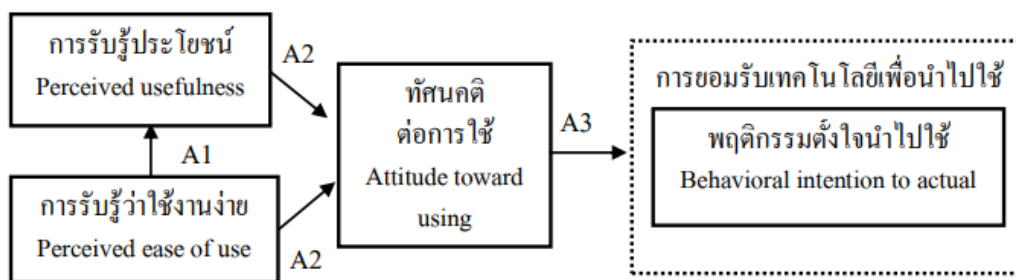 การรับรู้ประโยชน์
Perceived usefulness
A2
A1
การรับรู้ว่าใช้งานง่าย
Perceived ease of use
A2
ทัศนคติ
ต่อการใช้
Attitude toward
using
A3
การยอมรับเทคโนโลยีเพื่อนำไปใช้
พฤติกรรมตั้งใจนำไปใช้
Behavioral intention to actual